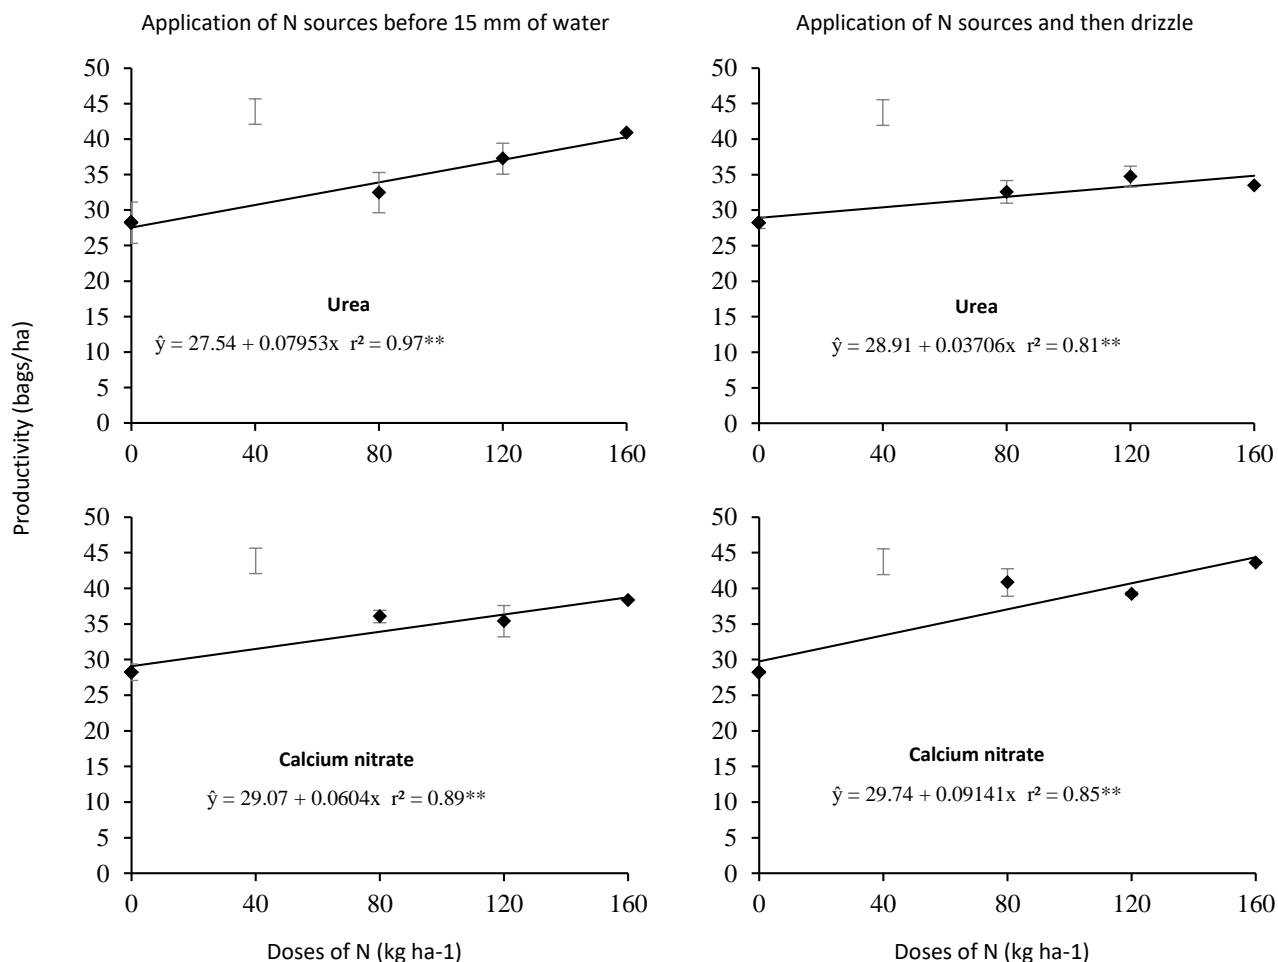 Application of N sources before 15 mm of water
Application of N sources and then drizzle
Productivity (bags/ha)
50
45
40
35
30
25
20
15
10
5
0
0 40 80 120 160
Urea
ŷ = 27.54 + 0.07953x r² = 0.97**
50
45
40
35
30
25
20
15
10
5
0
0 40 80 120 160
Urea
ŷ = 28.91 + 0.03706x r² = 0.81**
50
45
40
35
30
25
20
15
10
5
0
0 40 80 120 160
Calcium nitrate
ŷ = 29.07 + 0.0604x r² = 0.89**
Doses of N (kg ha-1)
50
45
40
35
30
25
20
15
10
5
0
0 40 80 120 160
Calcium nitrate
ŷ = 29.74 + 0.09141x r² = 0.85**
Doses of N (kg ha-1)